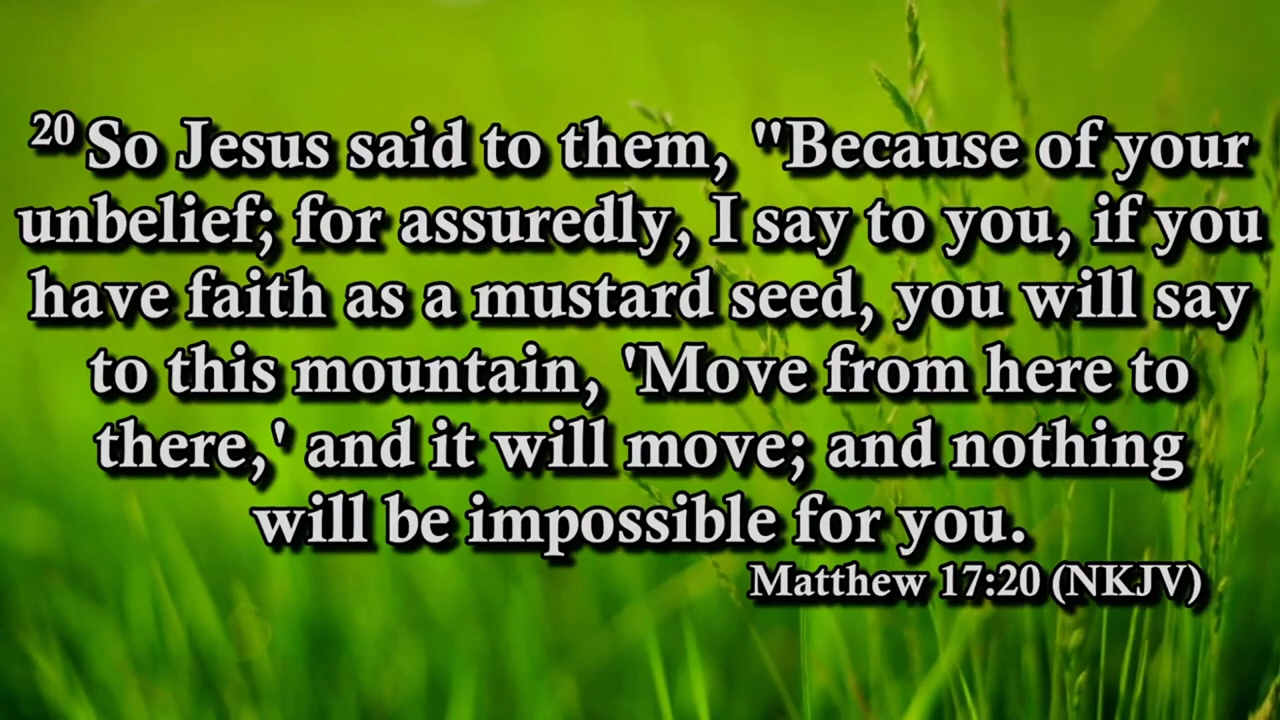 20 So Jesus said to them, "Because of your
unbelief; for assuredly, I say to you, if you
have faith as a mustard seed, you will say
to this mountain, 'Move from here to
there,' and it will move; and nothing
will be impossible for you.
Matthew 17:20 (NKJV)